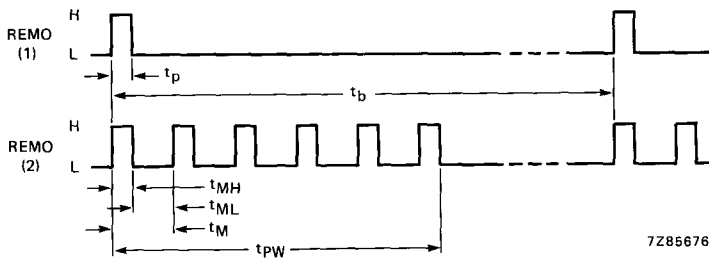 REMO
(1)
H
L
tp
tb
REMO
(2)
H
L
tMH
tML
tM
tPW
7Z85676